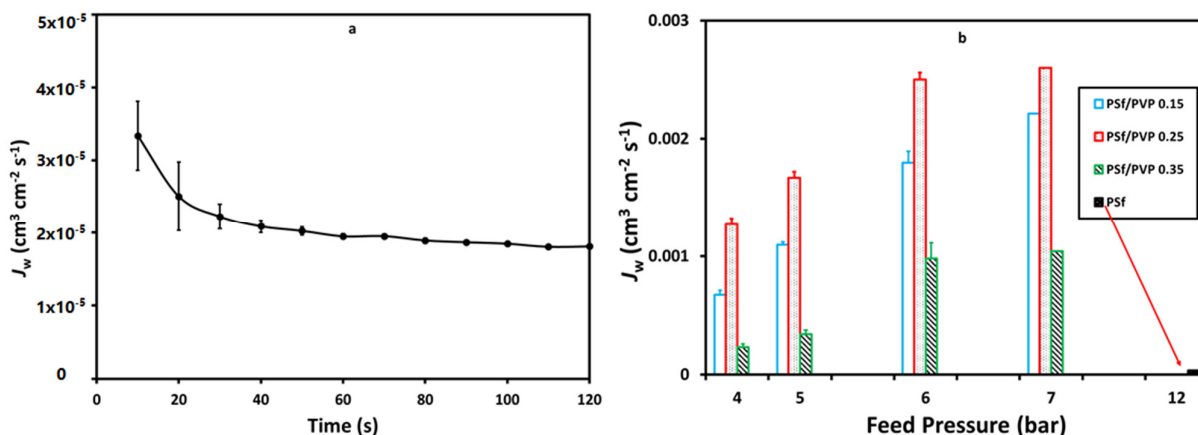 a
5x10⁻⁵
4x10⁻⁵
3x10⁻⁵
2x10⁻⁵
1x10⁻⁵
0
Jw (cm³ cm⁻² s⁻¹)
0 20 40 60 80 100 120
Time (s)
b
0.003
0.002
0.001
0
Jw (cm³ cm⁻² s⁻¹)
PSf/PVP 0.15
PSf/PVP 0.25
PSf/PVP 0.35
PSf
4 5 6 7 12
Feed Pressure (bar)